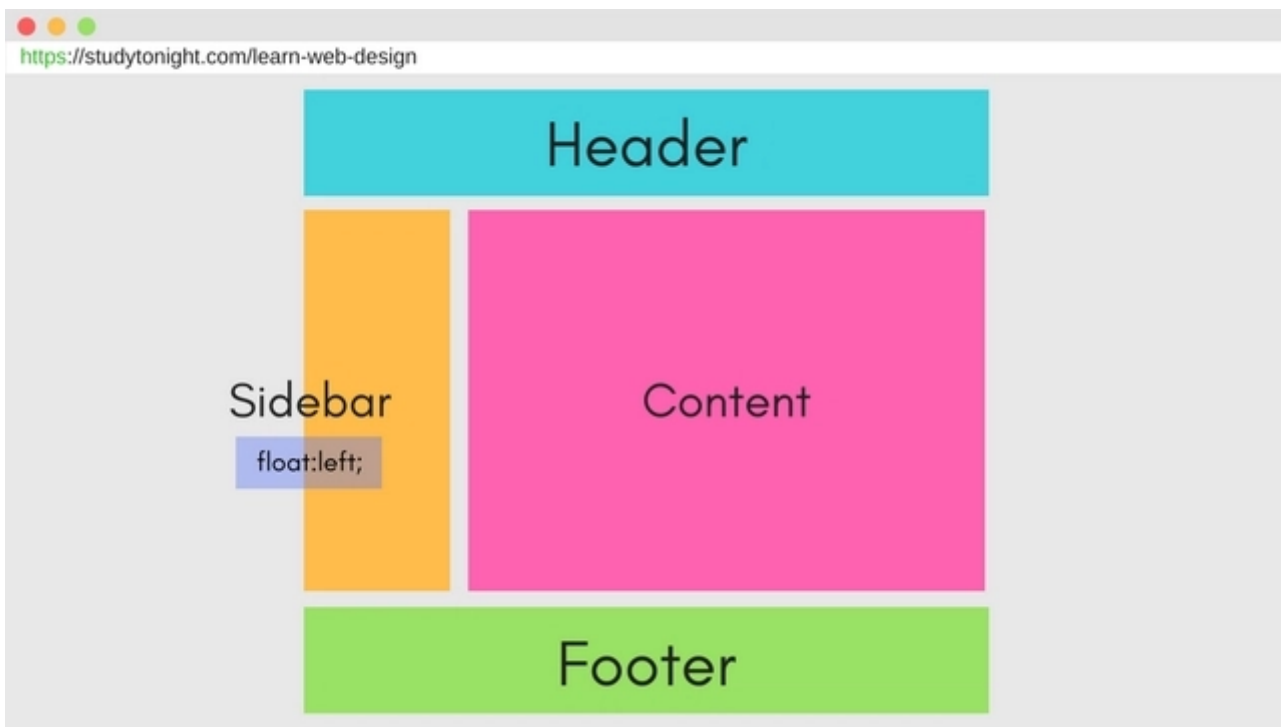 https://studytonight.com/learn-web-design
Header
Sidebar
float:left;
Content
Footer